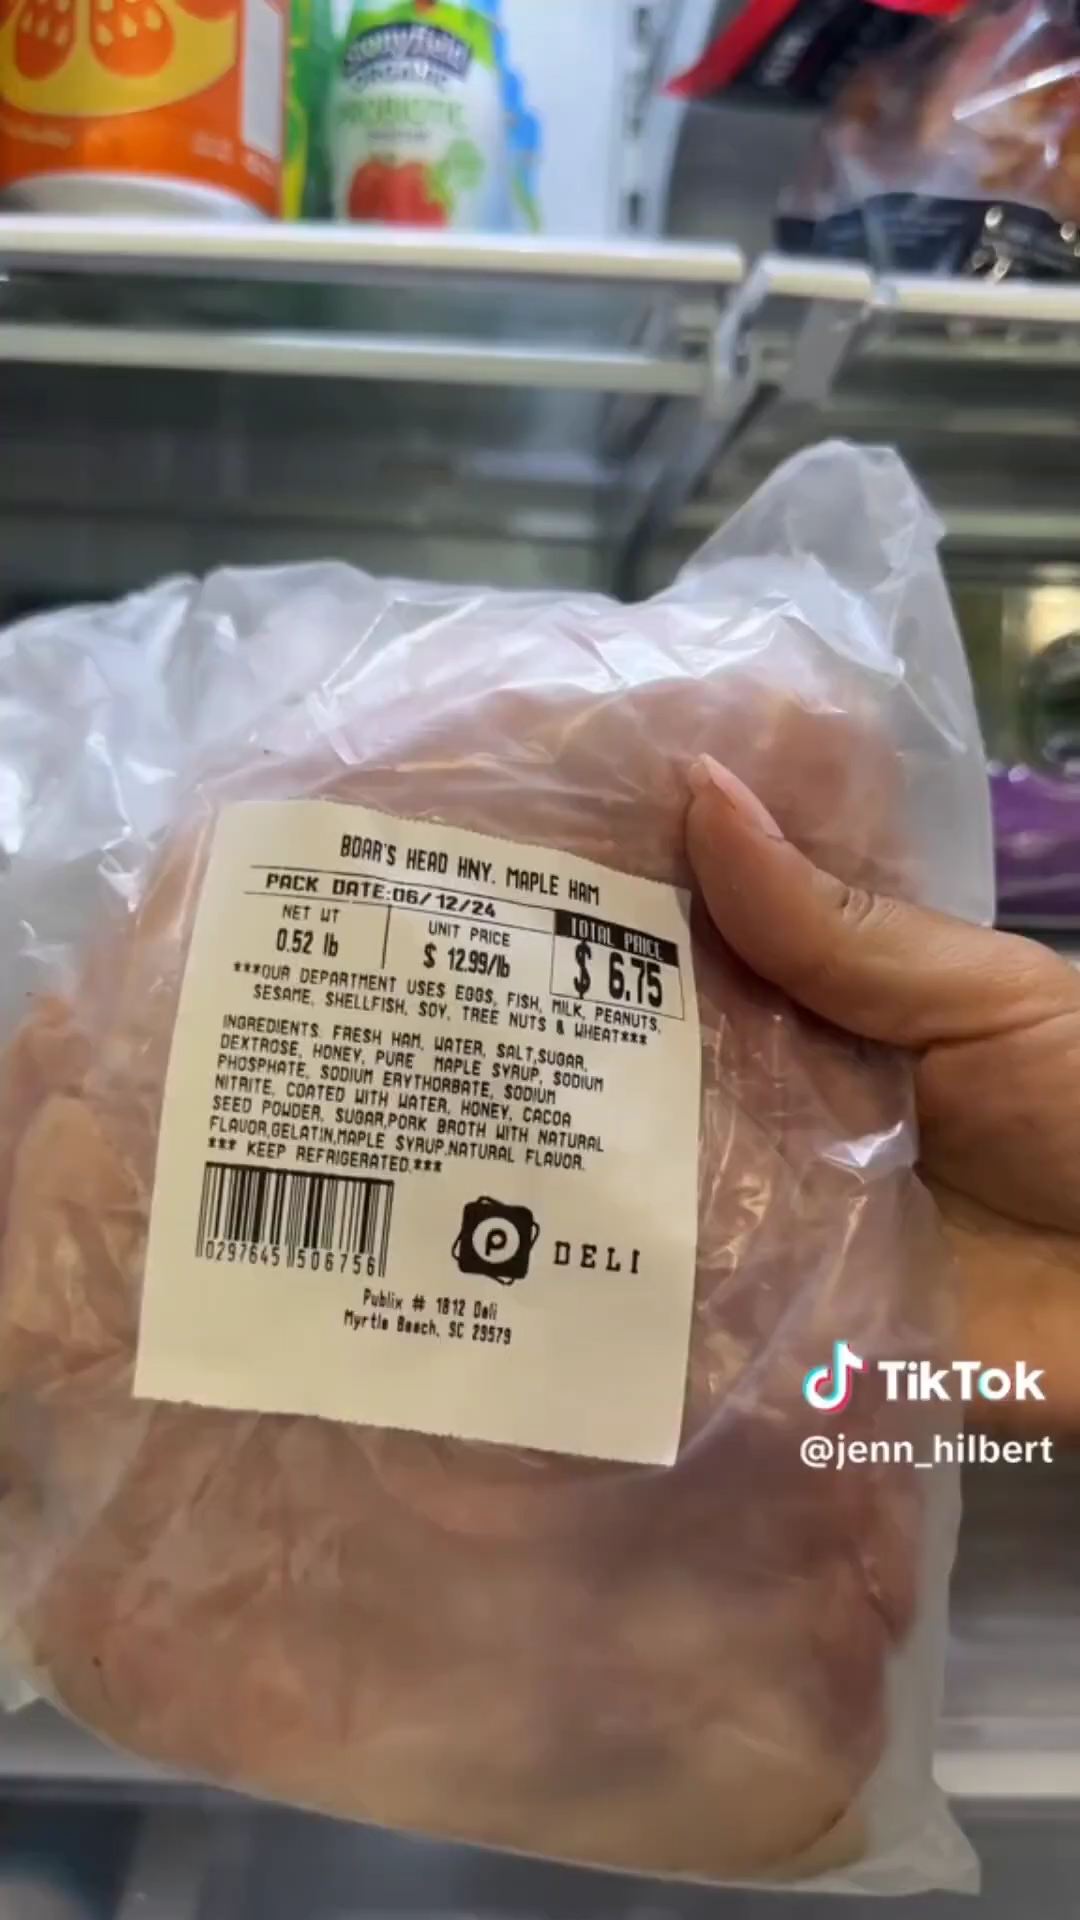 Stonyfield
ORGANIC
PROBIOTIC
BOAR'S HEAD HNY. MAPLE HAM
PACK DATE:06/12/24
NET WT
0.52 lb
UNIT PRICE
$ 12.99/lb
TOTAL PRICE
$ 6.75
***OUR DEPARTMENT USES EGGS, FISH, MILK, PEANUTS,
SESAME, SHELLFISH, SOY, TREE NUTS & WHEAT***
INGREDIENTS: FRESH HAM, WATER, SALT,SUGAR,
DEXTROSE, HONEY, PURE MAPLE SYRUP, SODIUM
PHOSPHATE, SODIUM ERYTHORBATE, SODIUM
NITRITE, COATED WITH WATER, HONEY, CACOA
SEED POWDER, SUGAR,PORK BROTH WITH NATURAL
FLAVOR,GELATIN,MAPLE SYRUP,NATURAL FLAVOR.
*** KEEP REFRIGERATED.***
0297645 506756
P DELI
Publix # 1812 Deli
Myrtle Beach, SC 29579
TikTok
@jenn_hilbert